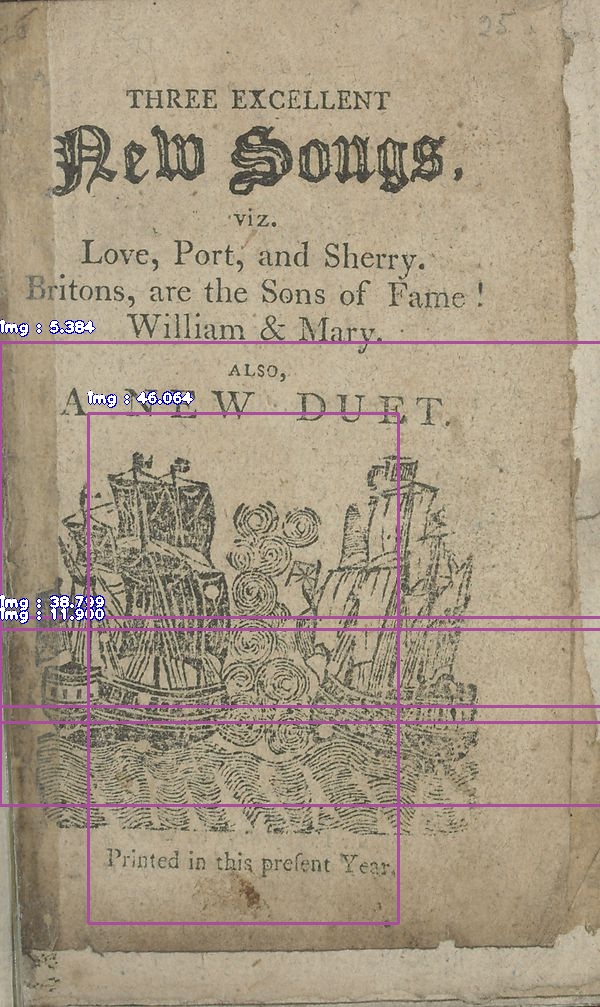 25
THREE EXCELLENT
New Songs,
viz.
Love, Port, and Sherry.
Britons, are the Sons of Fame !
William & Mary.
ALSO,
A NEW DUET.
Printed in this preſent Year.
Img : 5.384
Img : 46.064
Img : 38.799
Img : 11.900